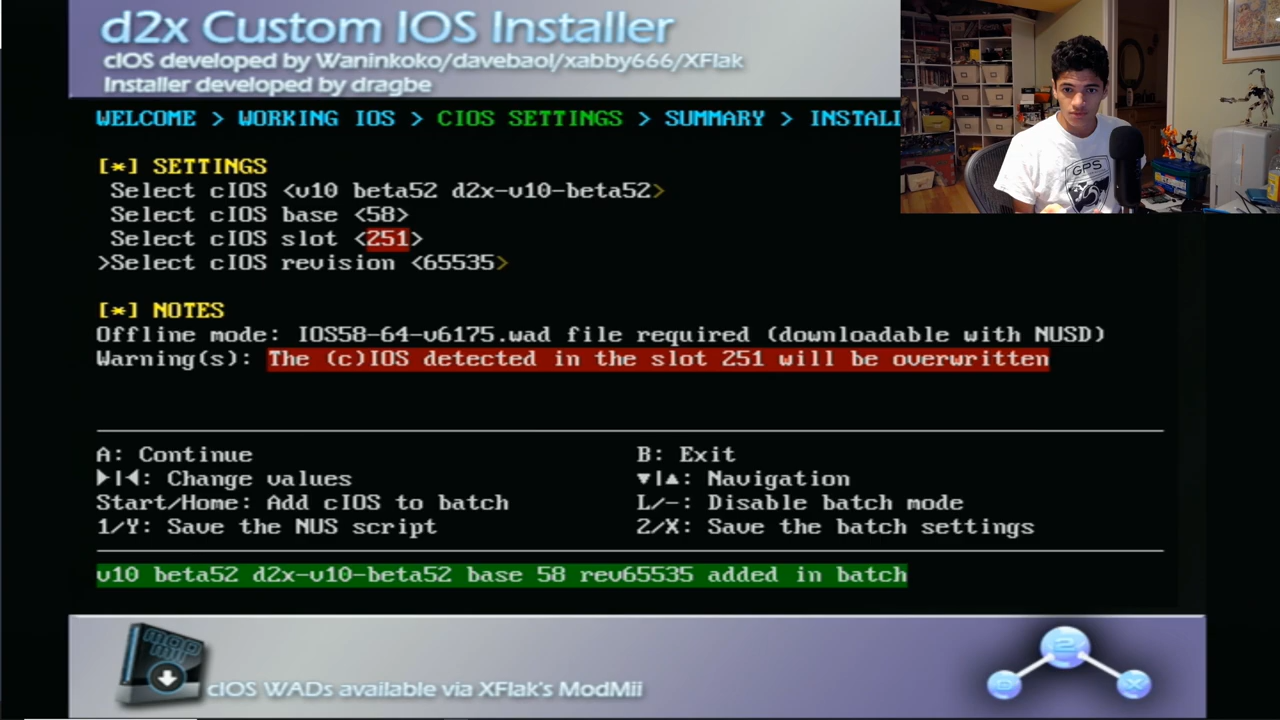 d2x Custom IOS Installer
cIOS developed by Waninkoko/davebaol/xabby666/XFlak
Installer developed by dragbe
WELCOME > WORKING IOS > CIOS SETTINGS > SUMMARY > INSTALL
[*] SETTINGS
Select cIOS <v10 beta52 d2x-v10-beta52>
Select cIOS base <58>
Select cIOS slot <251>
>Select cIOS revision <65535>
[*] NOTES
Offline mode: IOS58-64-v6175.wad file required (downloadable with NUSD)
Warning(s): The (c)IOS detected in the slot 251 will be overwritten
A: Continue
B: Exit
▶|◀: Change values
▼|▲: Navigation
Start/Home: Add cIOS to batch
L/-: Disable batch mode
1/Y: Save the NUS script
2/X: Save the batch settings
v10 beta52 d2x-v10-beta52 base 58 rev65535 added in batch
MOD MII
cIOS WADs available via XFlak's ModMii
D 2 X
GPS